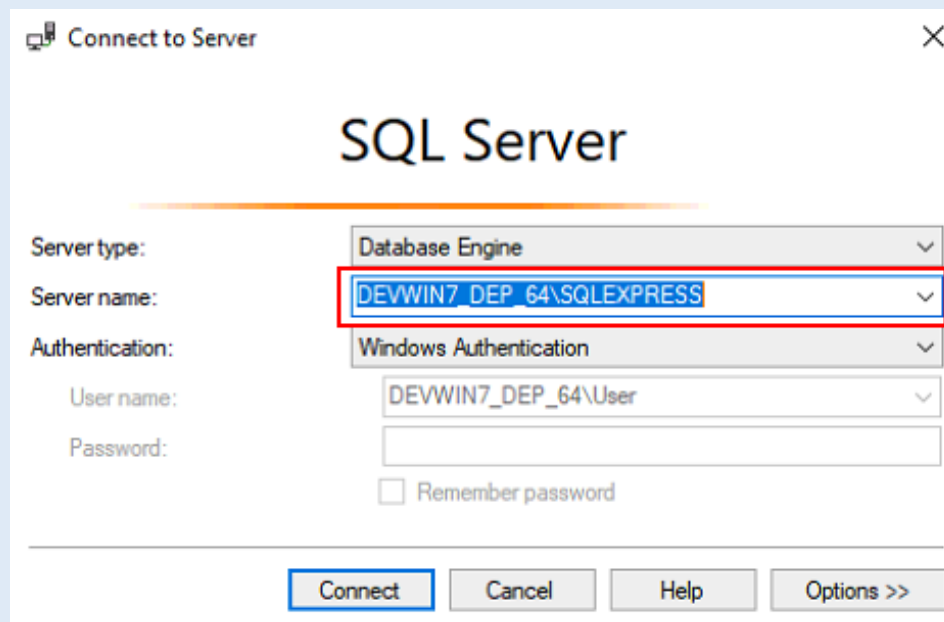 Connect to Server
SQL Server
Server type: Database Engine
Server name: DEVWIN7_DEP_64\SQLEXPRESS
Authentication: Windows Authentication
User name: DEVWIN7_DEP_64\User
Password:
Remember password
Connect Cancel Help Options >>